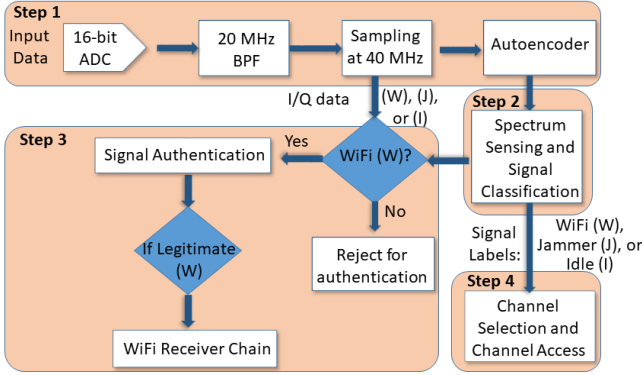 Step 1
Input
Data
16-bit
ADC
20 MHz
BPF
Sampling
at 40 MHz
Autoencoder
I/Q data
(W), (J),
or (I)
Step 2
Spectrum
Sensing and
Signal
Classification
Step 3
Signal Authentication
Yes
WiFi (W)?
No
If Legitimate
(W)
Reject for
authentication
WiFi Receiver Chain
Signal
Labels:
WiFi (W),
Jammer (J), or
Idle (I)
Step 4
Channel
Selection and
Channel Access